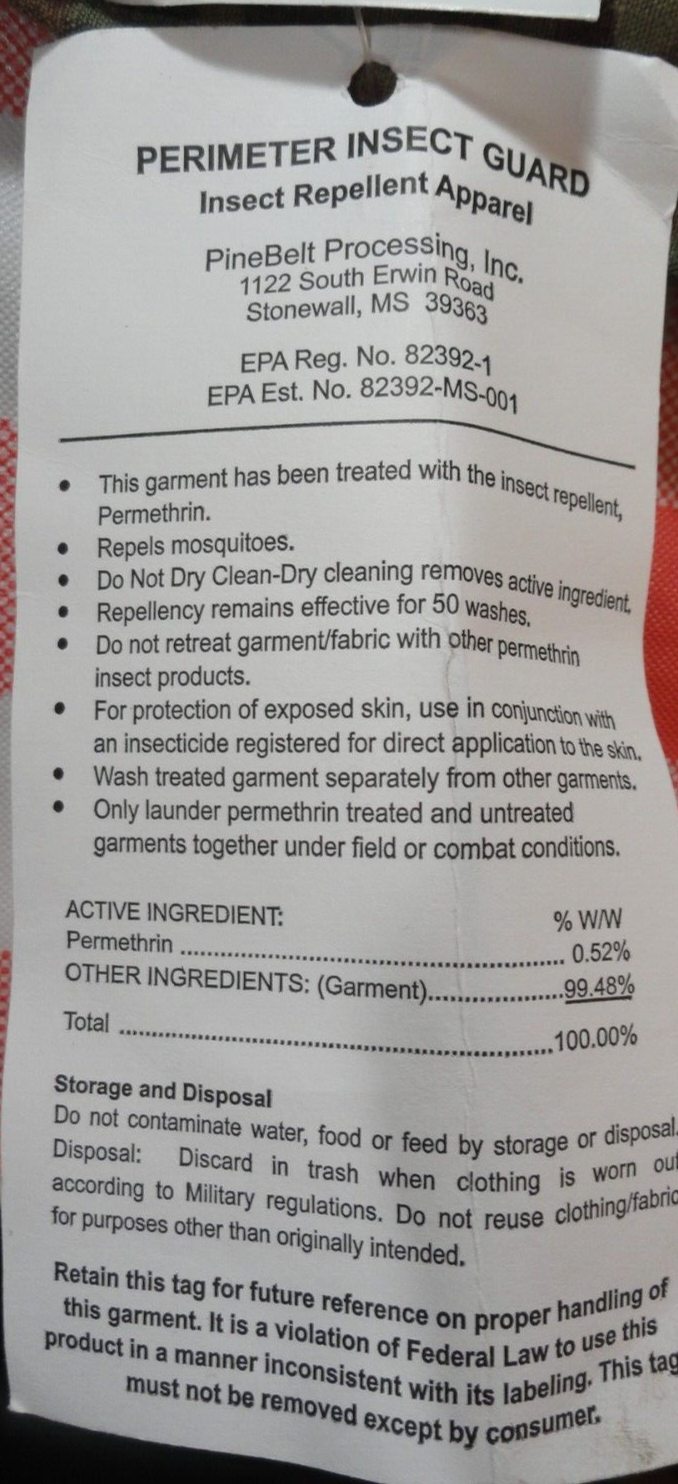 PERIMETER INSECT GUARD
Insect Repellent Apparel
PineBelt Processing, Inc.
1122 South Erwin Road
Stonewall, MS 39363
EPA Reg. No. 82392-1
EPA Est. No. 82392-MS-001
• This garment has been treated with the insect repellent,
Permethrin.
• Repels mosquitoes.
• Do Not Dry Clean-Dry cleaning removes active ingredient.
• Repellency remains effective for 50 washes.
• Do not retreat garment/fabric with other permethrin
insect products.
• For protection of exposed skin, use in conjunction with
an insecticide registered for direct application to the skin.
• Wash treated garment separately from other garments.
• Only launder permethrin treated and untreated
garments together under field or combat conditions.
ACTIVE INGREDIENT: % W/W
Permethrin ........................................................ 0.52%
OTHER INGREDIENTS: (Garment)....................99.48%
Total ................................................................100.00%
Storage and Disposal
Do not contaminate water, food or feed by storage or disposal.
Disposal: Discard in trash when clothing is worn out
according to Military regulations. Do not reuse clothing/fabric
for purposes other than originally intended.
Retain this tag for future reference on proper handling of
this garment. It is a violation of Federal Law to use this
product in a manner inconsistent with its labeling. This tag
must not be removed except by consumer.